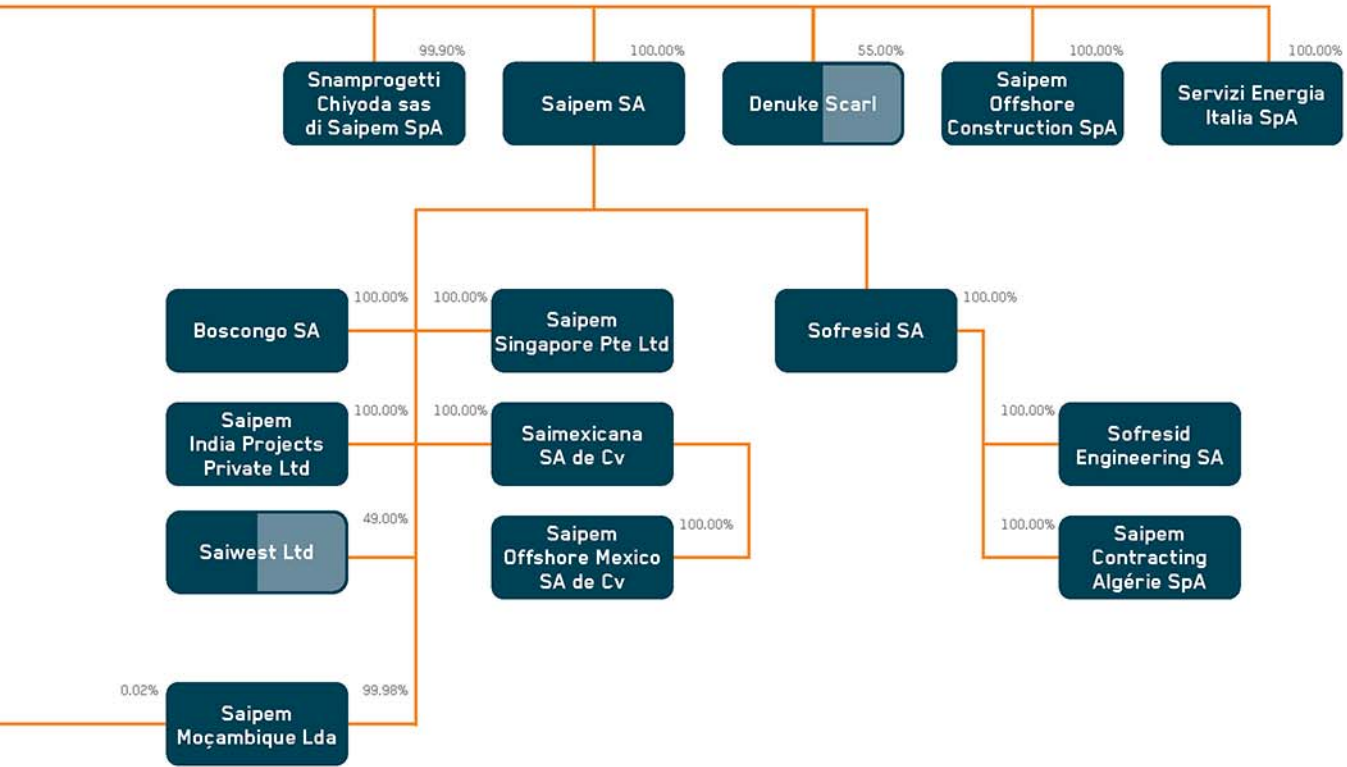 99.90%
100.00%
55.00%
100.00%
100.00%
Snamprogetti
Chiyoda sas
di Saipem SpA
Saipem SA
Denuke Scarl
Saipem
Offshore
Construction SpA
Servizi Energia
Italia SpA
100.00%
100.00%
100.00%
Boscongo SA
Saipem
Singapore Pte Ltd
Sofresid SA
100.00%
100.00%
100.00%
Saipem
India Projects
Private Ltd
Saimexicana
SA de Cv
Sofresid
Engineering SA
49.00%
100.00%
100.00%
Saiwest Ltd
Saipem
Offshore Mexico
SA de Cv
Saipem
Contracting
Algérie SpA
0.02%
99.98%
Saipem
Moçambique Lda